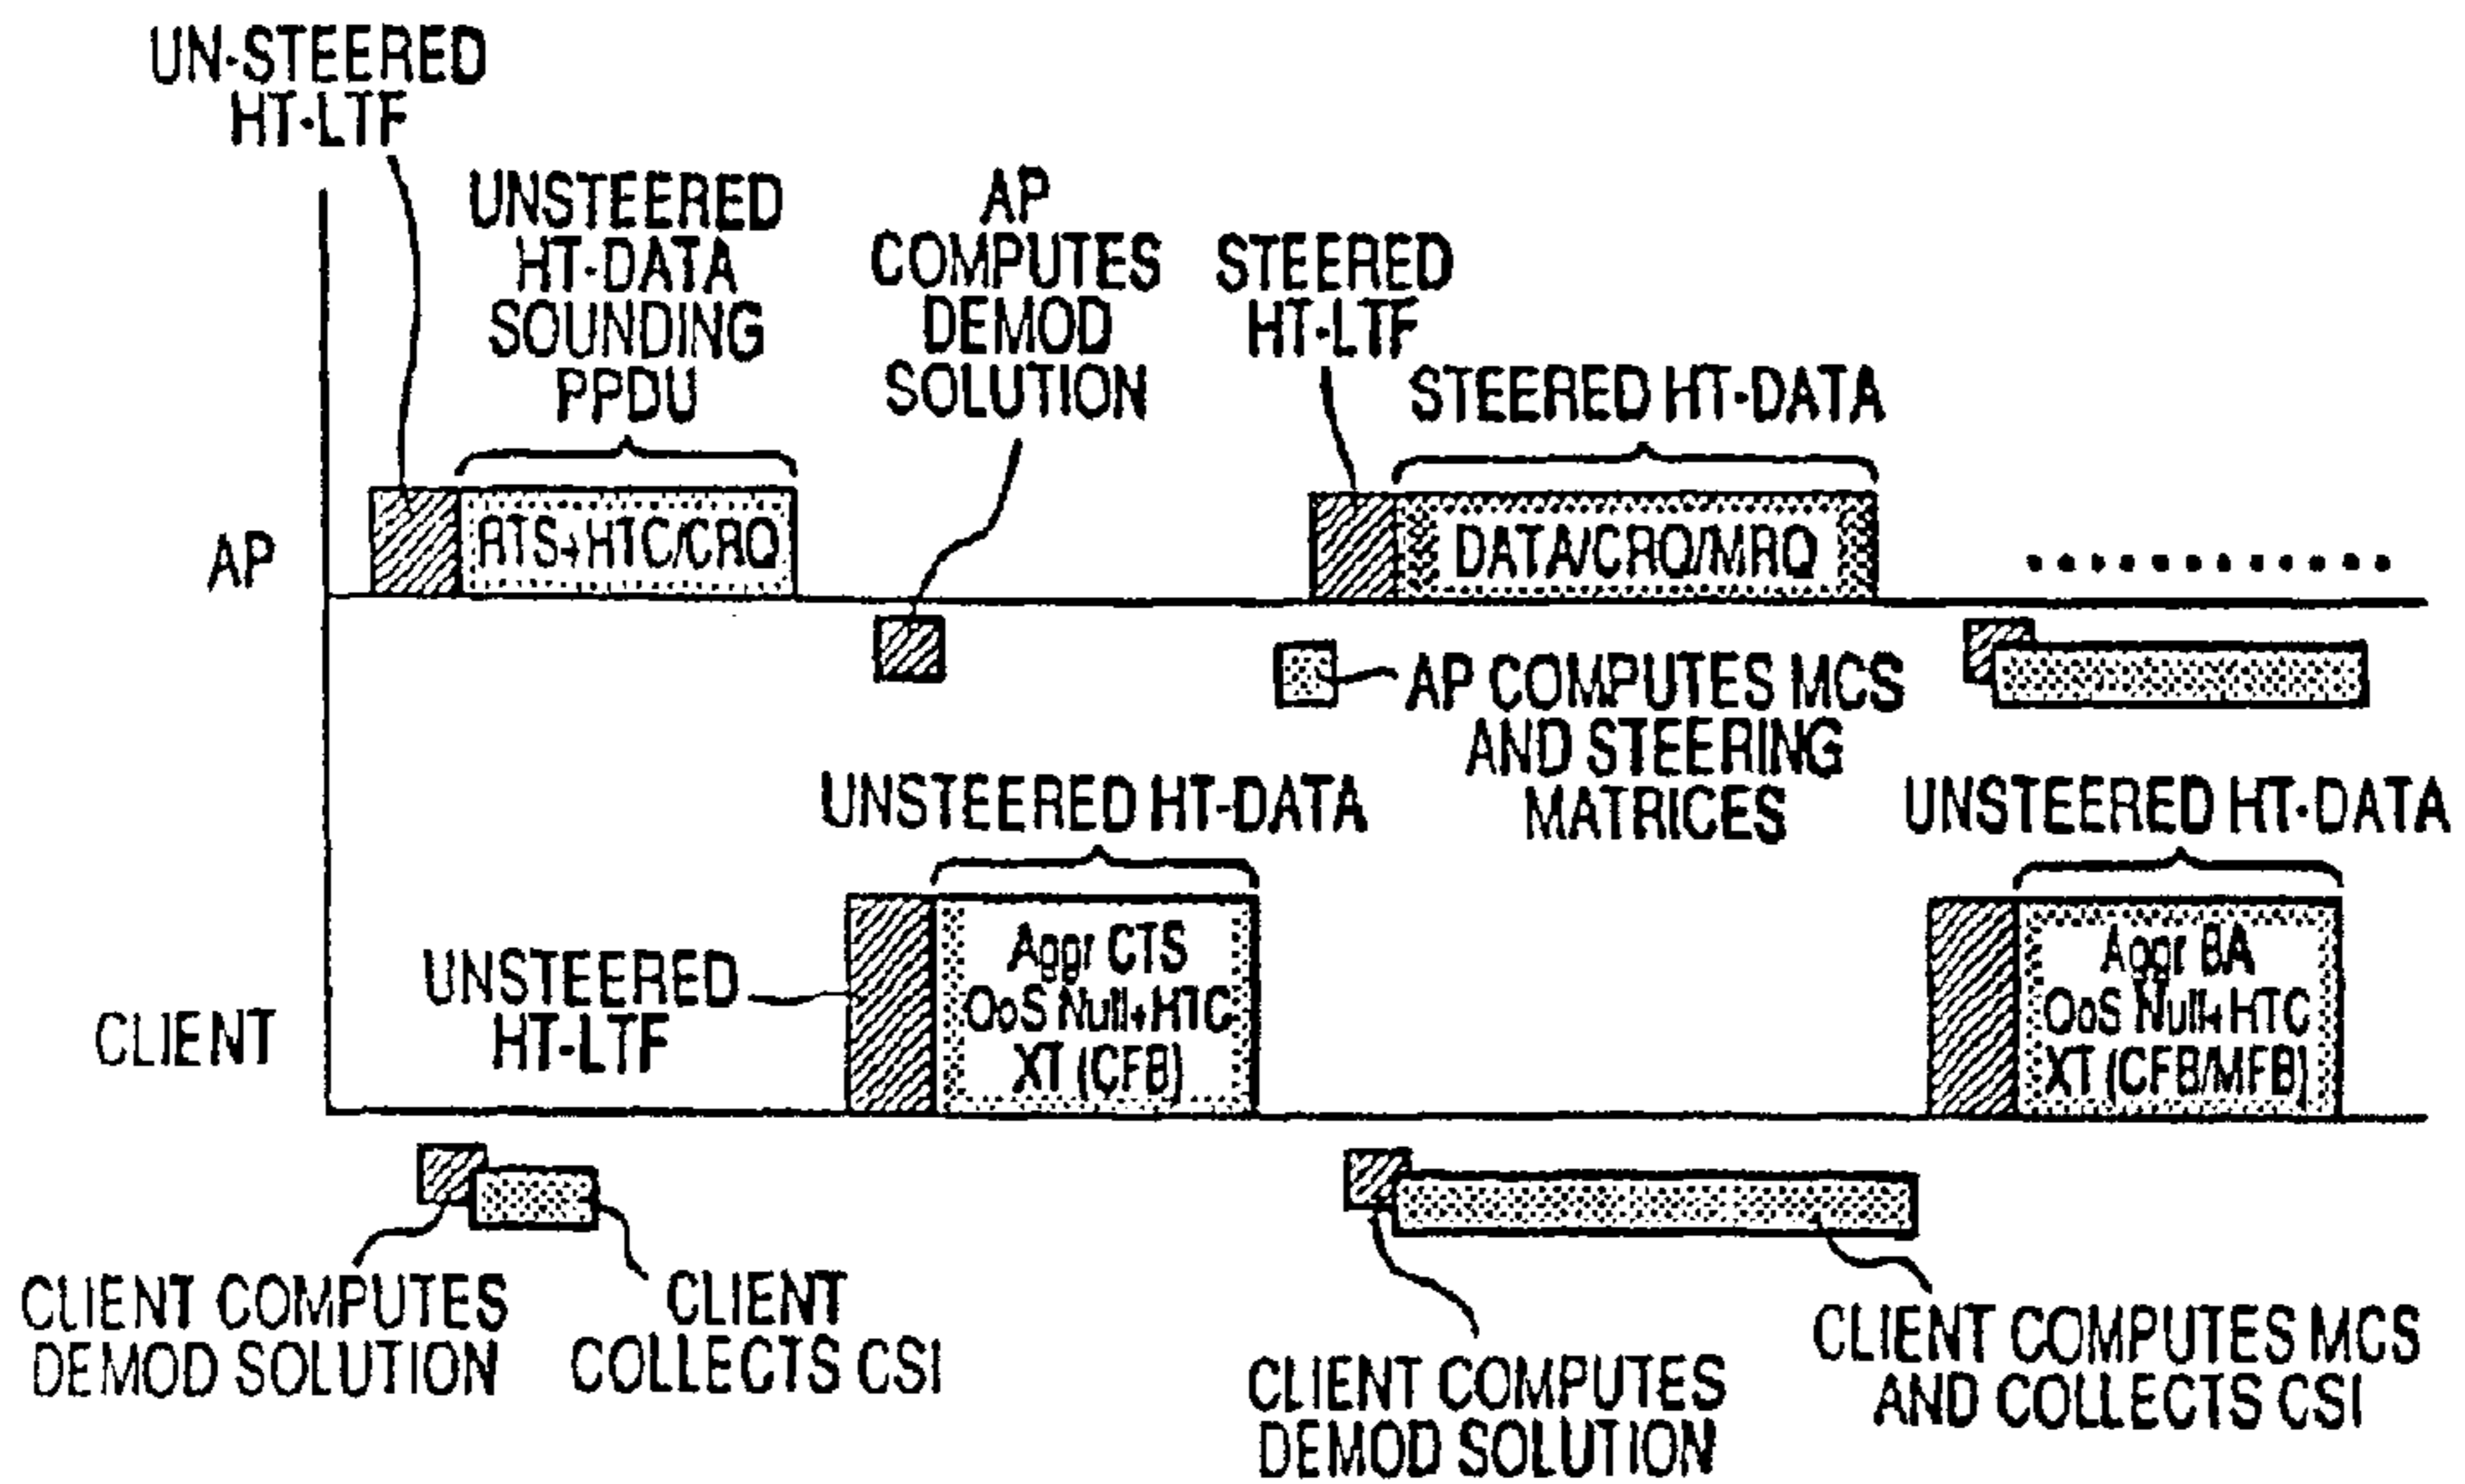 UN-STEERED
HT-LTF
UNSTEERED
HT-DATA
SOUNDING
PPDU
AP
COMPUTES
DEMOD
SOLUTION
STEERED
HT-LTF
STEERED HT-DATA
AP
RTS+HTC/CRQ
DATA/CRQ/MRQ
AP COMPUTES MCS
AND STEERING
MATRICES
UNSTEERED HT-DATA
UNSTEERED HT-DATA
CLIENT
UNSTEERED
HT-LTF
Aggr CTS
QoS Null+HTC
XT (CFB)
Aggr BA
QoS Null+HTC
XT (CFB/MFB)
CLIENT COMPUTES
DEMOD SOLUTION
CLIENT
COLLECTS CSI
CLIENT COMPUTES
DEMOD SOLUTION
CLIENT COMPUTES MCS
AND COLLECTS CSI